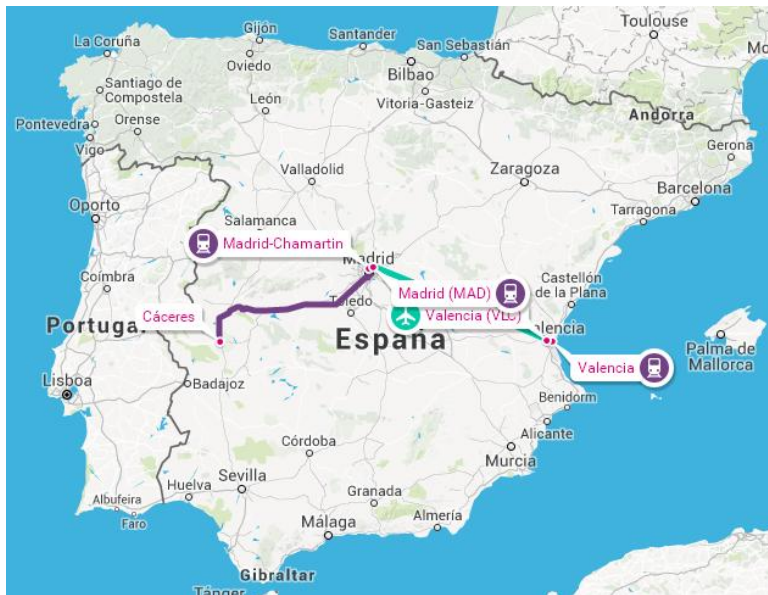 Toulouse
Gijón
La Coruña
Santander
San Sebastián
Mo
Oviedo
Bilbao
Santiago de
Compostela
Vitoria-Gasteiz
León
Andorra
Pontevedra
Orense
Vigo
Gerona
Valladolid
Zaragoza
Barcelona
Oporto
Tarragona
Salamanca
Madrid-Chamartin
Madrid
Coímbra
Castellón
de la Plana
Madrid (MAD)
Toledo
Cáceres
Valencia (VLC)
Portugal
España
Valencia
Palma de
Mallorca
Valencia
Lisboa
Badajoz
Benidorm
Alicante
Córdoba
Murcia
Sevilla
Huelva
Granada
Albufeira
Faro
Málaga
Almería
Gibraltar
Tánger